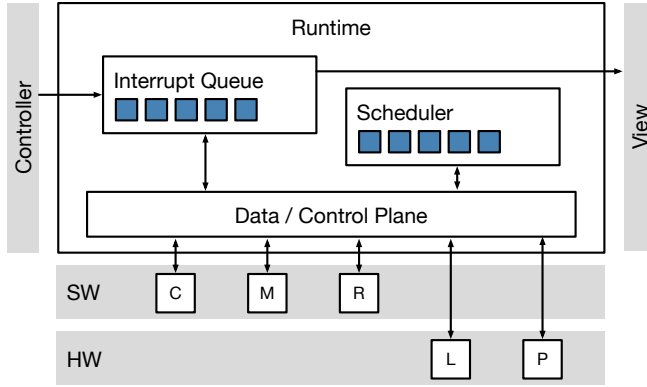 Runtime
Controller
Interrupt Queue
Scheduler
View
Data / Control Plane
SW
C
M
R
HW
L
P